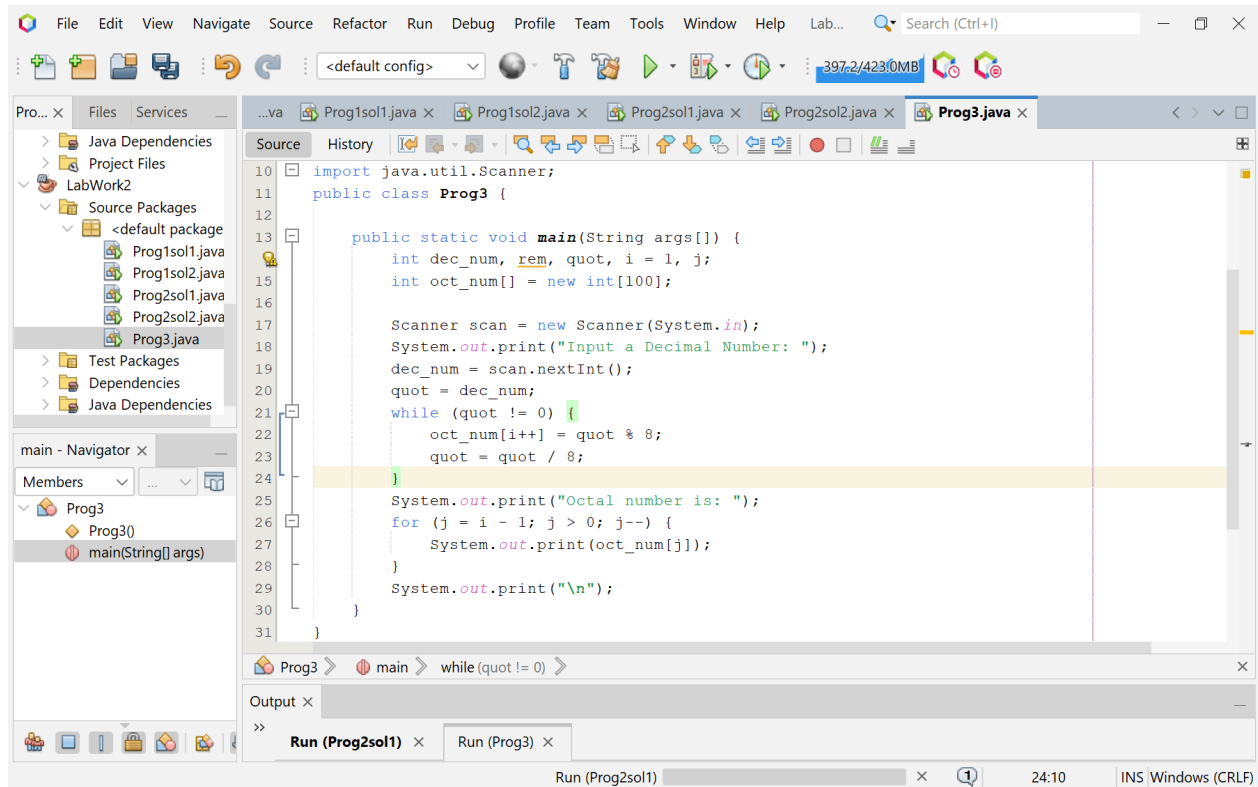 File Edit View Navigate Source Refactor Run Debug Profile Team Tools Window Help Lab... Search (Ctrl+I)
<default config> 397.2/423.0MB
Pro... Files Services
...va Prog1sol1.java Prog1sol2.java Prog2sol1.java Prog2sol2.java Prog3.java
Source History
Java Dependencies
Project Files
LabWork2
Source Packages
<default package
Prog1sol1.java
Prog1sol2.java
Prog2sol1.java
Prog2sol2.java
Prog3.java
Test Packages
Dependencies
Java Dependencies
main - Navigator
Members ...
Prog3
Prog3()
main(String[] args)
10 import java.util.Scanner;
11 public class Prog3 {
12
13 public static void main(String args[]) {
int dec_num, rem, quot, i = 1, j;
15 int oct_num[] = new int[100];
16
17 Scanner scan = new Scanner(System.in);
18 System.out.print("Input a Decimal Number: ");
19 dec_num = scan.nextInt();
20 quot = dec_num;
21 while (quot != 0) {
22 oct_num[i++] = quot % 8;
23 quot = quot / 8;
24 }
25 System.out.print("Octal number is: ");
26 for (j = i - 1; j > 0; j--) {
27 System.out.print(oct_num[j]);
28 }
29 System.out.print("\n");
30 }
31 }
Prog3 main while (quot != 0)
Output
Run (Prog2sol1) Run (Prog3)
Run (Prog2sol1) 1 24:10 INS Windows (CRLF)